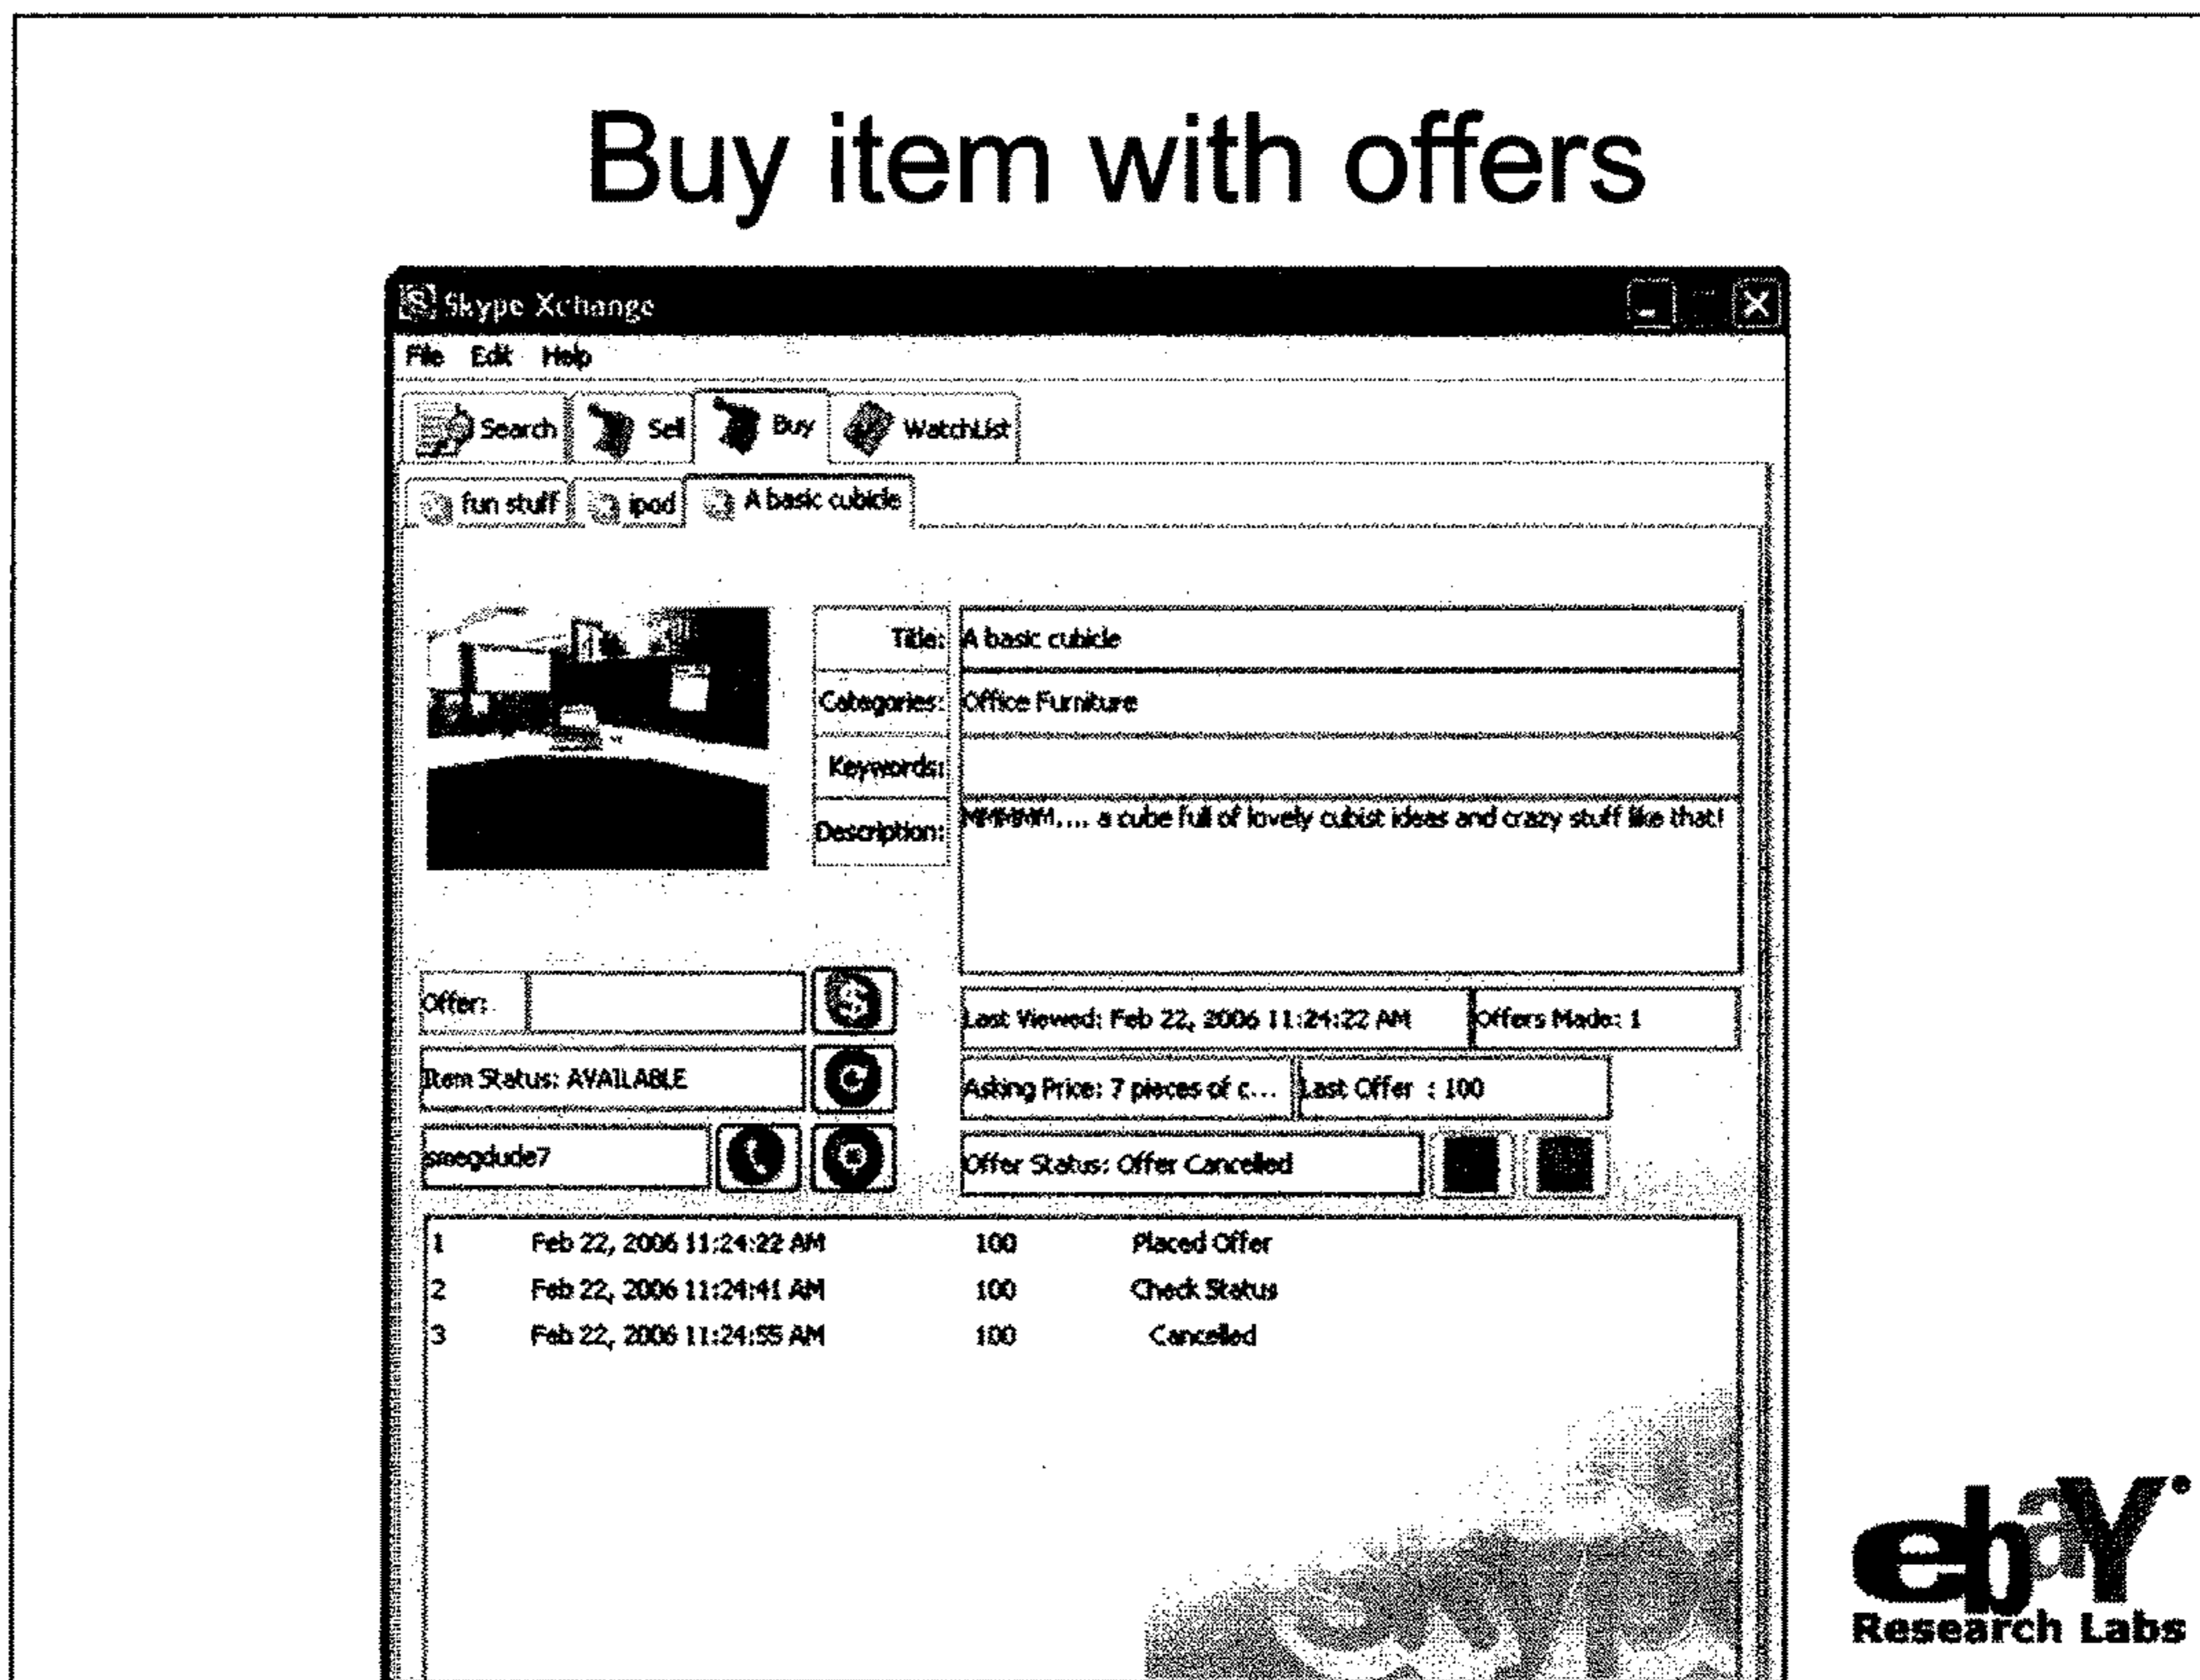 Buy item with offers
Skype Xchange
File Edit Help
Search Sell Buy WatchList
fun stuff ipod A basic cubicle
Title: A basic cubicle
Categories: Office Furniture
Keywords:
Description: MMMMM.... a cube full of lovely cubist ideas and crazy stuff like that!
Offer:
Last Viewed: Feb 22, 2006 11:24:22 AM Offers Made: 1
Item Status: AVAILABLE
Asking Price: 7 pieces of c... Last Offer : 100
smegdude7
Offer Status: Offer Cancelled
1 Feb 22, 2006 11:24:22 AM 100 Placed Offer
2 Feb 22, 2006 11:24:41 AM 100 Check Status
3 Feb 22, 2006 11:24:55 AM 100 Cancelled
ebaY®
Research Labs